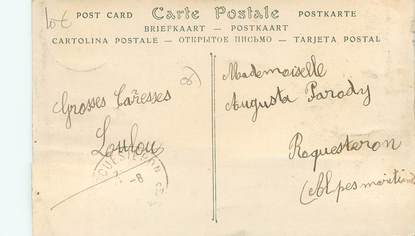 10 €
POST CARD Carte Postale POSTKARTE
BRIEFKAART — POSTKAART
CARTOLINA POSTALE — ОТКРЫТОЕ ПИСЬМО — TARJETA POSTAL
Grosses Caresses
Loulou
Mademoiselle
Augusta Parody
Roquesteron
(Alpes maritimes